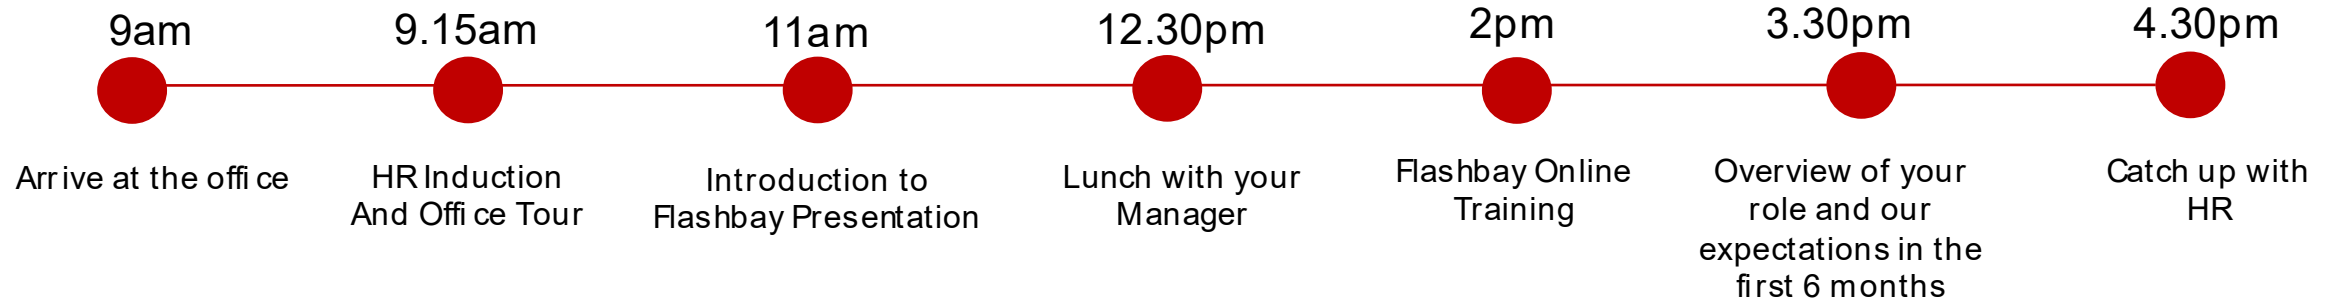 9am
9.15am
11am
12.30pm
2pm
3.30pm
4.30pm
Arrive at the office
HR Induction
And Office Tour
Introduction to
Flashbay Presentation
Lunch with your
Manager
Flashbay Online
Training
Overview of your
role and our
expectations in the
first 6 months
Catch up with
HR